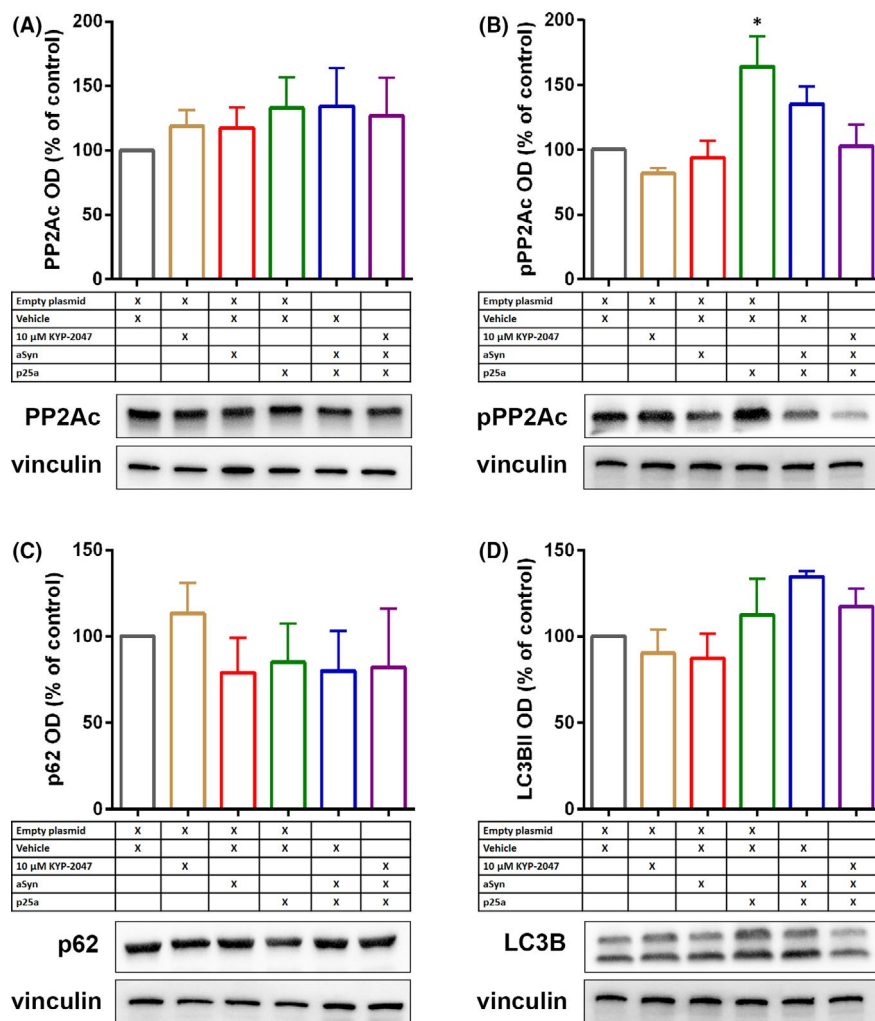 (A)
PP2Ac OD (% of control)
200
150
100
50
0
Empty plasmid X X X X
Vehicle X X X X
10 µM KYP-2047 X X
aSyn X X X
p25a X X X
PP2Ac
vinculin
(B)
*
pPP2Ac OD (% of control)
200
150
100
50
0
Empty plasmid X X X X
Vehicle X X X X
10 µM KYP-2047 X X
aSyn X X X
p25a X X X
pPP2Ac
vinculin
(C)
p62 OD (% of control)
150
100
50
0
Empty plasmid X X X X
Vehicle X X X X
10 µM KYP-2047 X X
aSyn X X X
p25a X X X
p62
vinculin
(D)
LC3BII OD (% of control)
150
100
50
0
Empty plasmid X X X X
Vehicle X X X X
10 µM KYP-2047 X X
aSyn X X X
p25a X X X
LC3B
vinculin